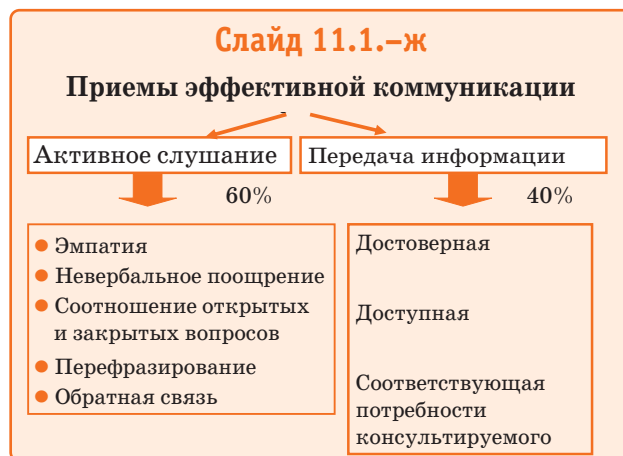 Слайд 11.1.–ж
Приемы эффективной коммуникации
Активное слушание
Передача информации
60%
40%
● Эмпатия
● Невербальное поощрение
● Соотношение открытых
и закрытых вопросов
● Перефразирование
● Обратная связь
Достоверная
Доступная
Соответствующая
потребности
консультируемого